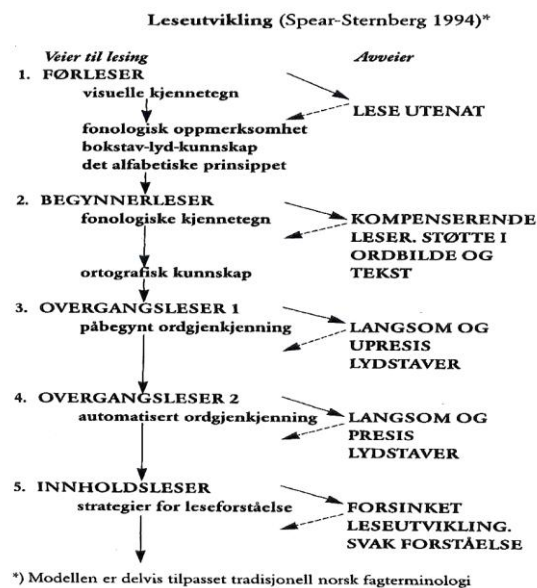 Leseutvikling (Spear-Sternberg 1994)*
Veier til lesing
Avveier
1. FØRLESER
visuelle kjennetegn
LESE UTENAT
fonologisk oppmerksomhet
bokstav-lyd-kunnskap
det alfabetiske prinsippet
2. BEGYNNERLESER
fonologiske kjennetegn
KOMPENSERENDE
LESER. STØTTE I
ORDBILDE OG
TEKST
ortografisk kunnskap
3. OVERGANGSLESER 1
påbegynt ordgjenkjenning
LANGSOM OG
UPRESIS
LYDSTAVER
4. OVERGANGSLESER 2
automatisert ordgjenkjenning
LANGSOM OG
PRESIS
LYDSTAVER
5. INNHOLDSLESER
strategier for leseforståelse
FORSINKET
LESEUTVIKLING.
SVAK FORSTÅELSE
*) Modellen er delvis tilpasset tradisjonell norsk fagterminologi